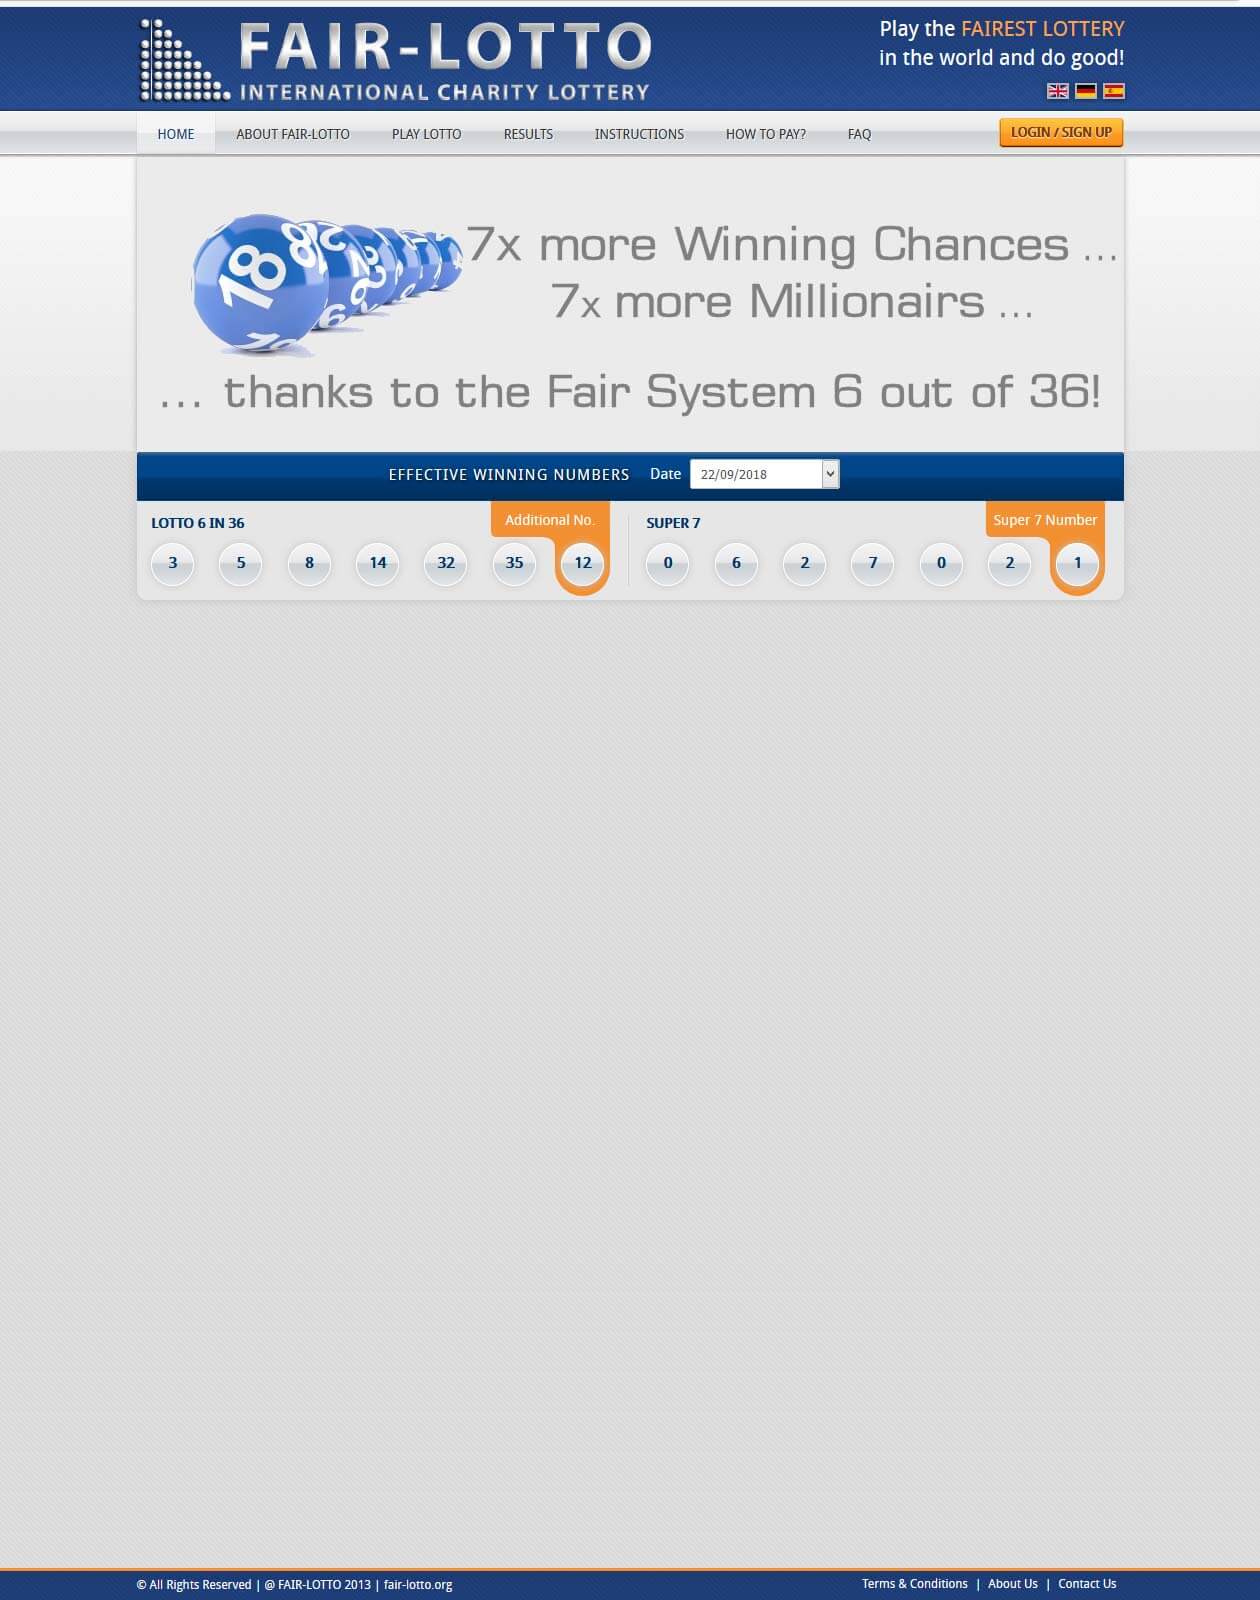 FAIR-LOTTO
INTERNATIONAL CHARITY LOTTERY
Play the FAIREST LOTTERY
in the world and do good!
HOME ABOUT FAIR-LOTTO PLAY LOTTO RESULTS INSTRUCTIONS HOW TO PAY? FAQ LOGIN / SIGN UP
18
7x more Winning Chances ...
7x more Millionairs ...
... thanks to the Fair System 6 out of 36!
EFFECTIVE WINNING NUMBERS Date 22/09/2018
LOTTO 6 IN 36 Additional No.
3 5 8 14 32 35 12
SUPER 7 Super 7 Number
0 6 2 7 0 2 1
© All Rights Reserved | @ FAIR-LOTTO 2013 | fair-lotto.org
Terms & Conditions | About Us | Contact Us